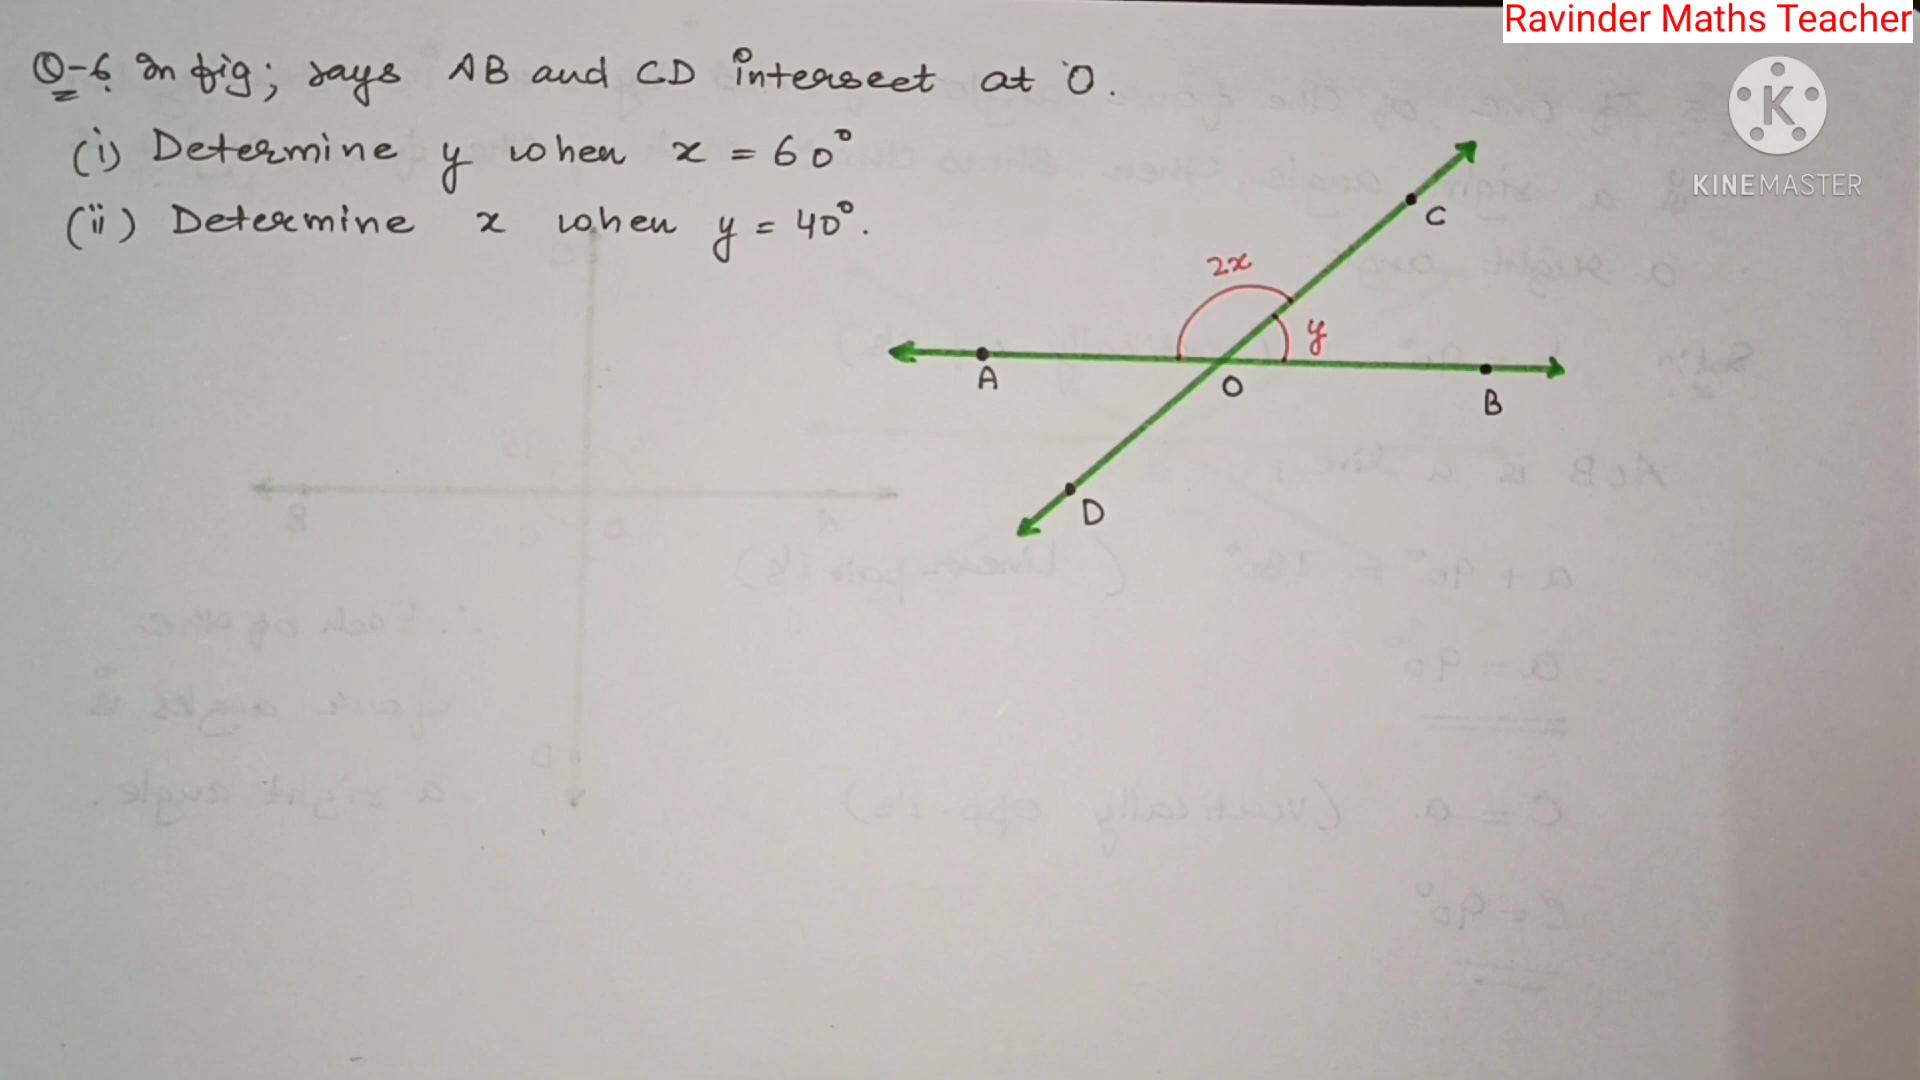 Ravinder Maths Teacher
Q-6. In fig; rays AB and CD intersect at O.
(i) Determine y when x = 60°
(ii) Determine x when y = 40°.
K
KINEMASTER
C
2x
y
A
O
B
D